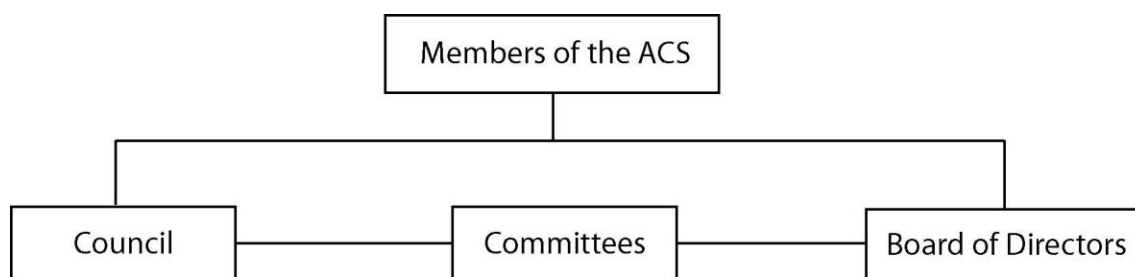 Members of the ACS
Council
Committees
Board of Directors